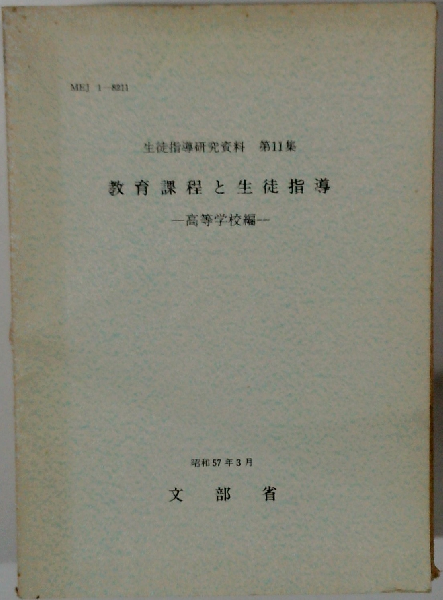 MEJ 1—8211
生徒指導研究資料 第11集
教育課程と生徒指導
—高等学校編—
昭和57年3月
文部省